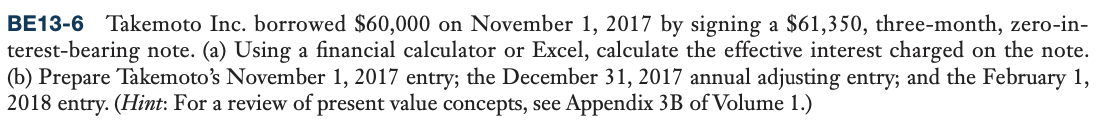 BE13-6 Takemoto Inc. borrowed $60,000 on November 1, 2017 by signing a $61,350, three-month, zero-in-
terest-bearing note. (a) Using a financial calculator or Excel, calculate the effective interest charged on the note.
(b) Prepare Takemoto's November 1, 2017 entry; the December 31, 2017 annual adjusting entry; and the February 1,
2018 entry. (Hint: For a review of present value concepts, see Appendix 3B of Volume 1.)